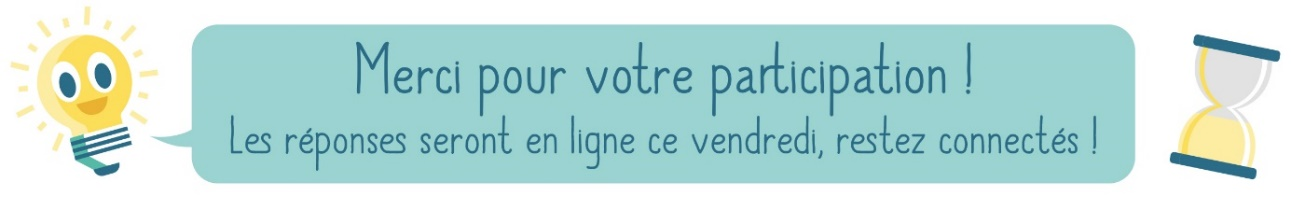 Merci pour votre participation !
Les réponses seront en ligne ce vendredi, restez connectés !